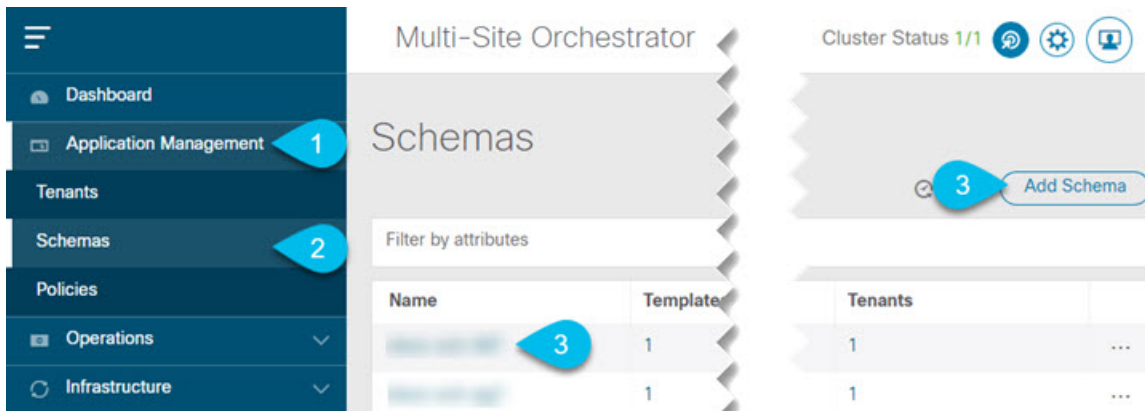 Multi-Site Orchestrator
Cluster Status 1/1
Dashboard
Application Management
1
Tenants
Schemas
2
Policies
Operations
Infrastructure
Schemas
3
Add Schema
Filter by attributes
Name
Templates
Tenants
3
1
1
1
1